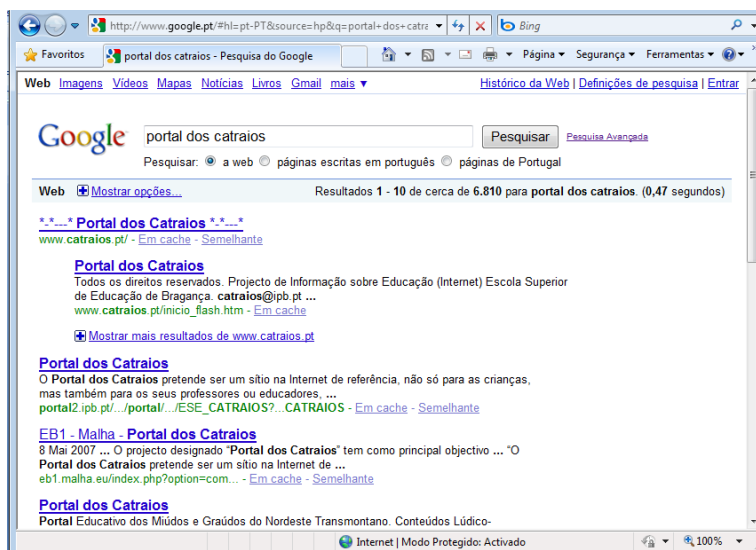 http://www.google.pt/#hl=pt-PT&source=hp&q=portal+dos+catra
Bing
Favoritos
portal dos catraios - Pesquisa do Google
Página
Segurança
Ferramentas
Web Imagens Vídeos Mapas Notícias Livros Gmail mais ▼
Histórico da Web | Definições de pesquisa | Entrar
Google
portal dos catraios
Pesquisar
Pesquisa Avançada
Pesquisar: a web páginas escritas em português páginas de Portugal
Web Mostrar opções...
Resultados 1 - 10 de cerca de 6.810 para portal dos catraios. (0,47 segundos)
*-*---* Portal dos Catraios *-*---*
www.catraios.pt/ - Em cache - Semelhante
Portal dos Catraios
Todos os direitos reservados. Projecto de Informação sobre Educação (Internet) Escola Superior
de Educação de Bragança. catraios@ipb.pt ...
www.catraios.pt/inicio_flash.htm - Em cache
Mostrar mais resultados de www.catraios.pt
Portal dos Catraios
O Portal dos Catraios pretende ser um sítio na Internet de referência, não só para as crianças,
mas também para os seus professores ou educadores, ...
portal2.ipb.pt/.../portal/.../ESE_CATRAIOS?...CATRAIOS - Em cache - Semelhante
EB1 - Malha - Portal dos Catraios
8 Mai 2007 ... O projecto designado “Portal dos Catraios” tem como principal objectivo ... “O
Portal dos Catraios pretende ser um sítio na Internet de ...
eb1.malha.eu/index.php?option=com... - Em cache - Semelhante
Portal dos Catraios
Portal Educativo dos Miúdos e Graúdos do Nordeste Transmontano. Conteúdos Lúdico-
Internet | Modo Protegido: Activado
100%